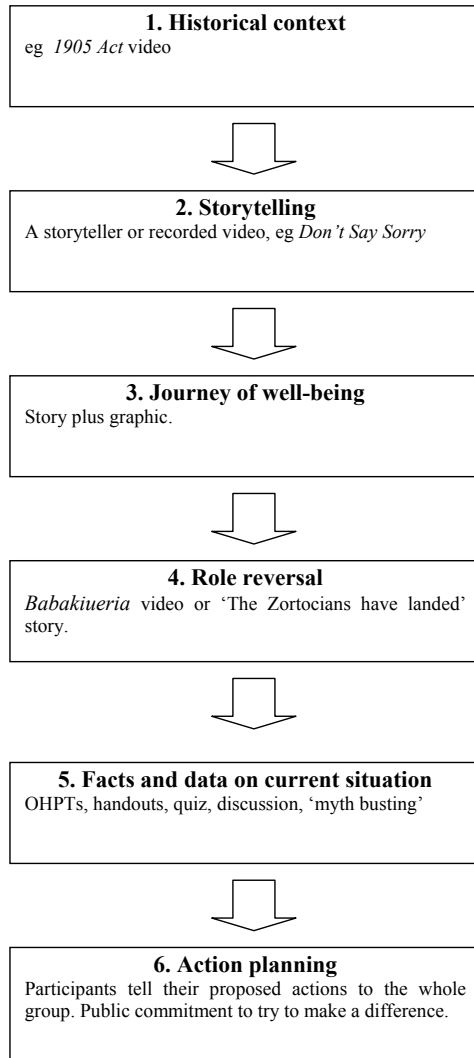 1. Historical context
eg 1905 Act video
2. Storytelling
A storyteller or recorded video, eg Don’t Say Sorry
3. Journey of well-being
Story plus graphic.
4. Role reversal
Babakiueria video or ‘The Zortocians have landed’
story.
5. Facts and data on current situation
OHPTs, handouts, quiz, discussion, ‘myth busting’
6. Action planning
Participants tell their proposed actions to the whole
group. Public commitment to try to make a difference.